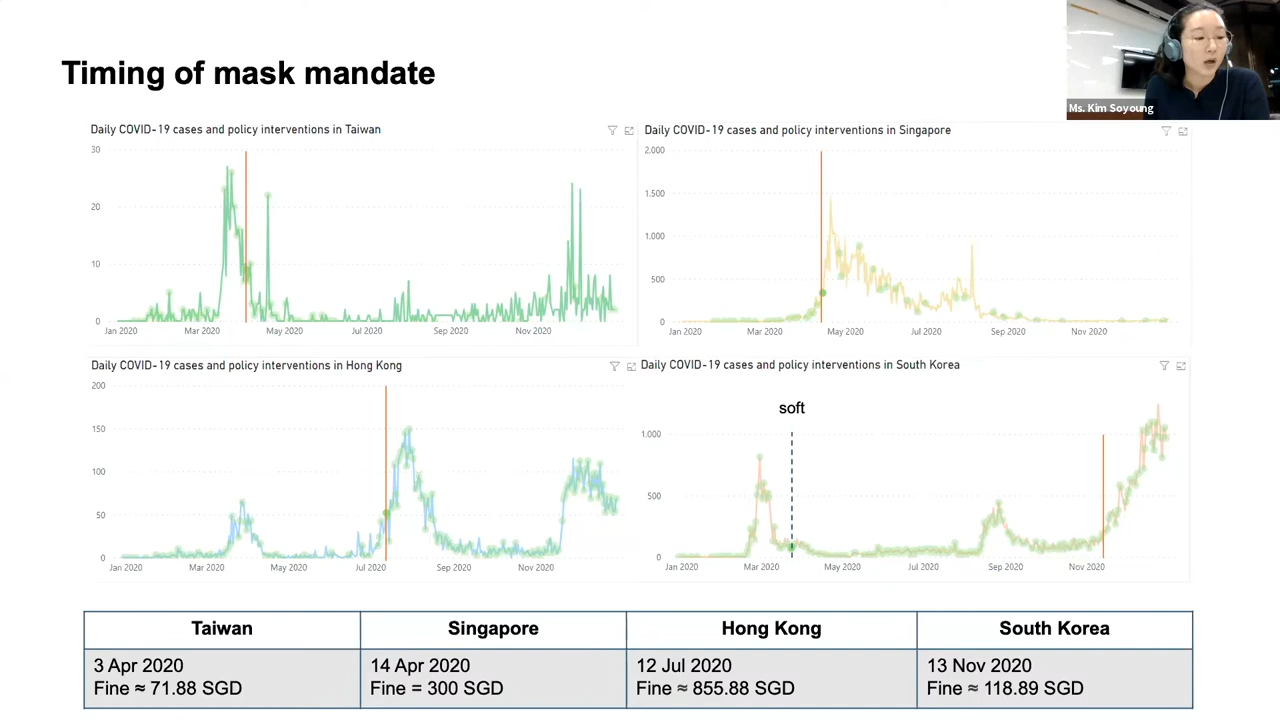 Timing of mask mandate
Ms. Kim Soyoung
Daily COVID-19 cases and policy interventions in Taiwan
30
20
10
0
Jan 2020 Mar 2020 May 2020 Jul 2020 Sep 2020 Nov 2020
Daily COVID-19 cases and policy interventions in Singapore
2,000
1,500
1,000
500
0
Jan 2020 Mar 2020 May 2020 Jul 2020 Sep 2020 Nov 2020
Daily COVID-19 cases and policy interventions in Hong Kong
200
150
100
50
0
Jan 2020 Mar 2020 May 2020 Jul 2020 Sep 2020 Nov 2020
Daily COVID-19 cases and policy interventions in South Korea
soft
1,000
500
0
Jan 2020 Mar 2020 May 2020 Jul 2020 Sep 2020 Nov 2020
Taiwan Singapore Hong Kong South Korea
3 Apr 2020 14 Apr 2020 12 Jul 2020 13 Nov 2020
Fine ≈ 71.88 SGD Fine = 300 SGD Fine ≈ 855.88 SGD Fine ≈ 118.89 SGD